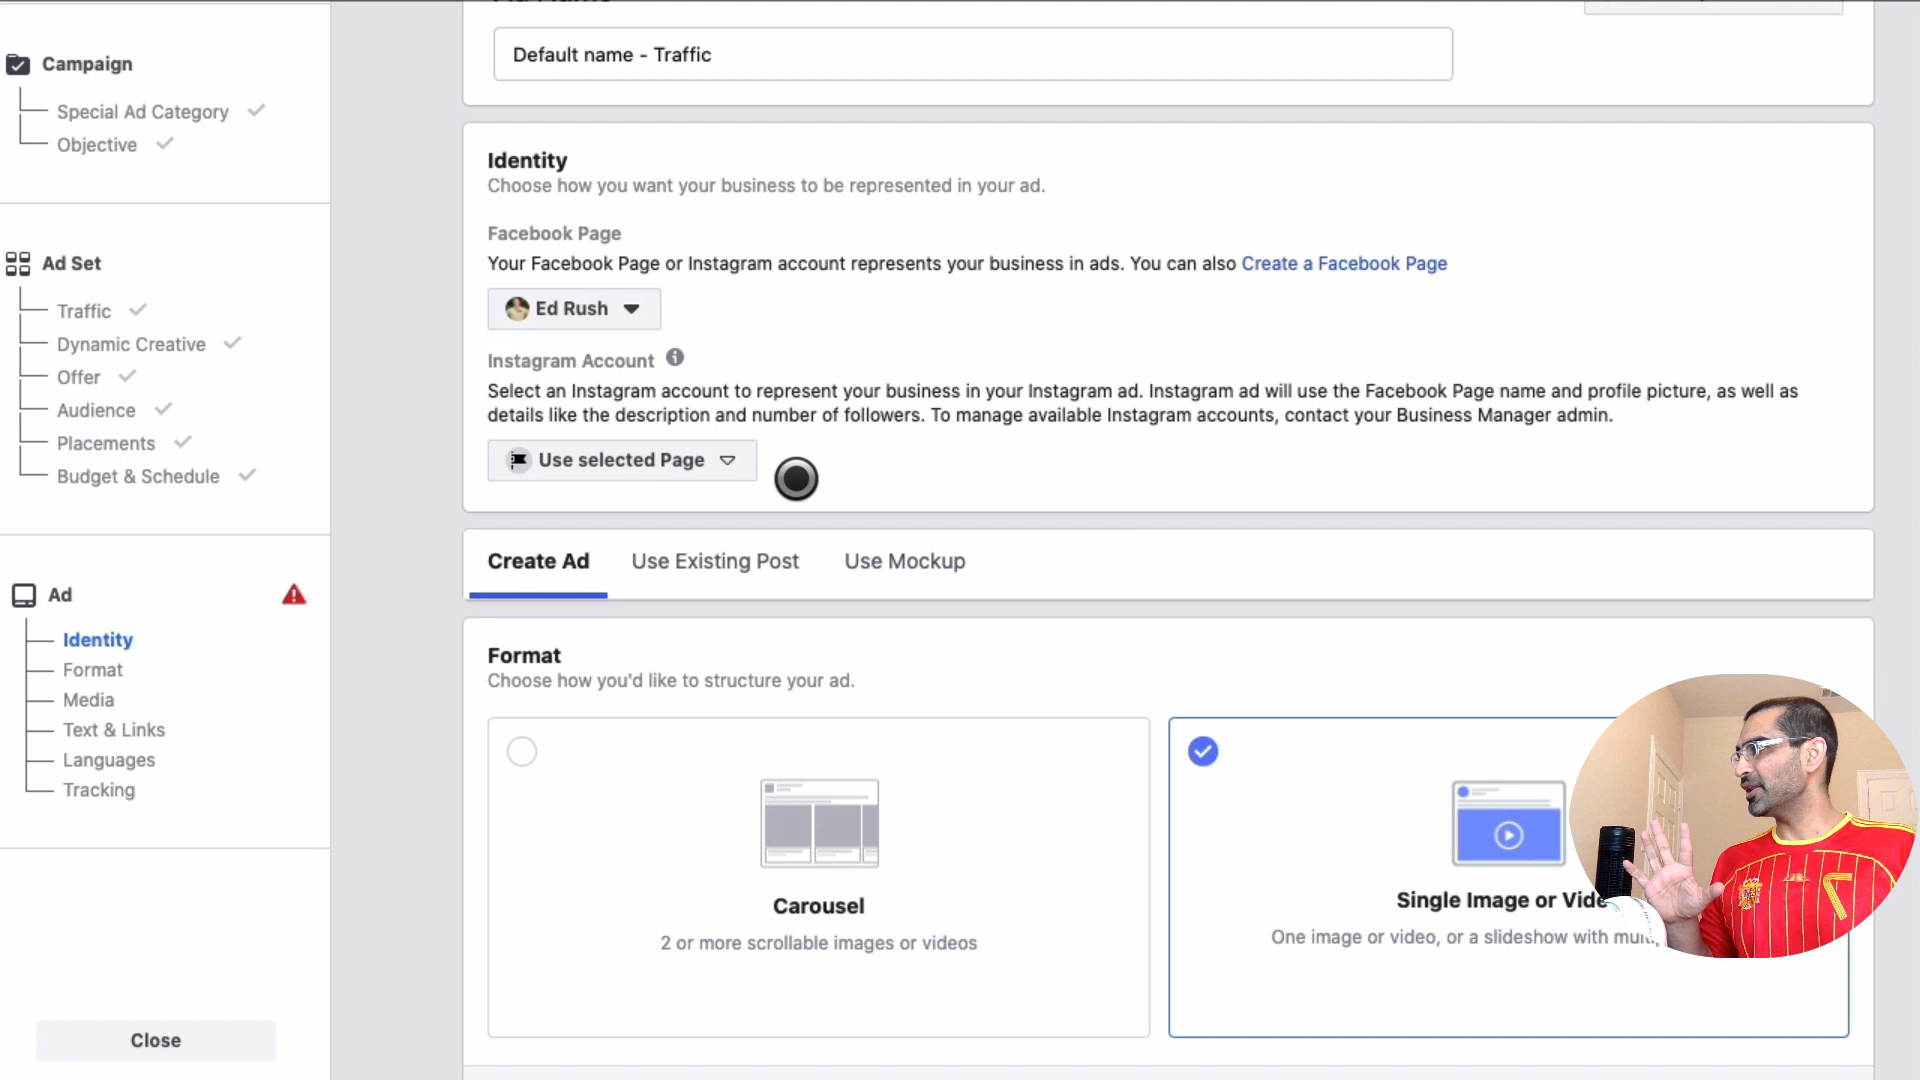 Default name - Traffic
Campaign
Special Ad Category
Objective
Ad Set
Traffic
Dynamic Creative
Offer
Audience
Placements
Budget & Schedule
Ad
Identity
Format
Media
Text & Links
Languages
Tracking
Close
Identity
Choose how you want your business to be represented in your ad.
Facebook Page
Your Facebook Page or Instagram account represents your business in ads. You can also Create a Facebook Page
Ed Rush
Instagram Account
Select an Instagram account to represent your business in your Instagram ad. Instagram ad will use the Facebook Page name and profile picture, as well as
details like the description and number of followers. To manage available Instagram accounts, contact your Business Manager admin.
Use selected Page
Create Ad
Use Existing Post
Use Mockup
Format
Choose how you'd like to structure your ad.
Carousel
2 or more scrollable images or videos
Single Image or
One image or video, or a slideshow with